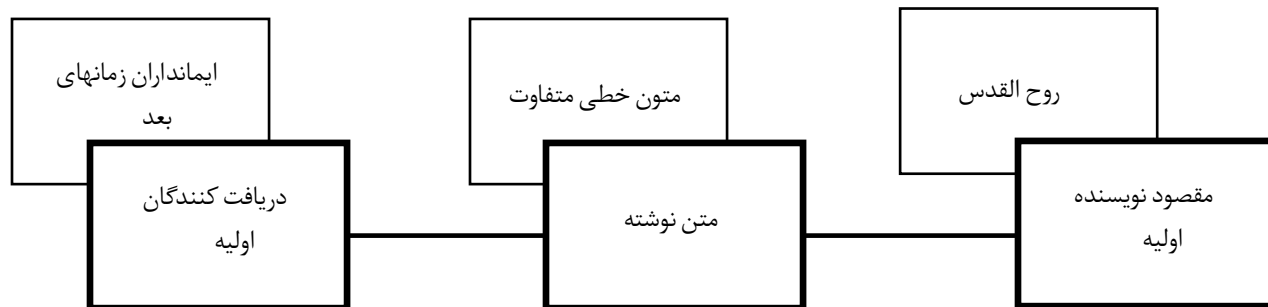 روح القدس
مقصود نویسنده
اولیه
متون خطی متفاوت
متن نوشته
ایمانداران زمانهای
بعد
دریافت کنندگان
اولیه